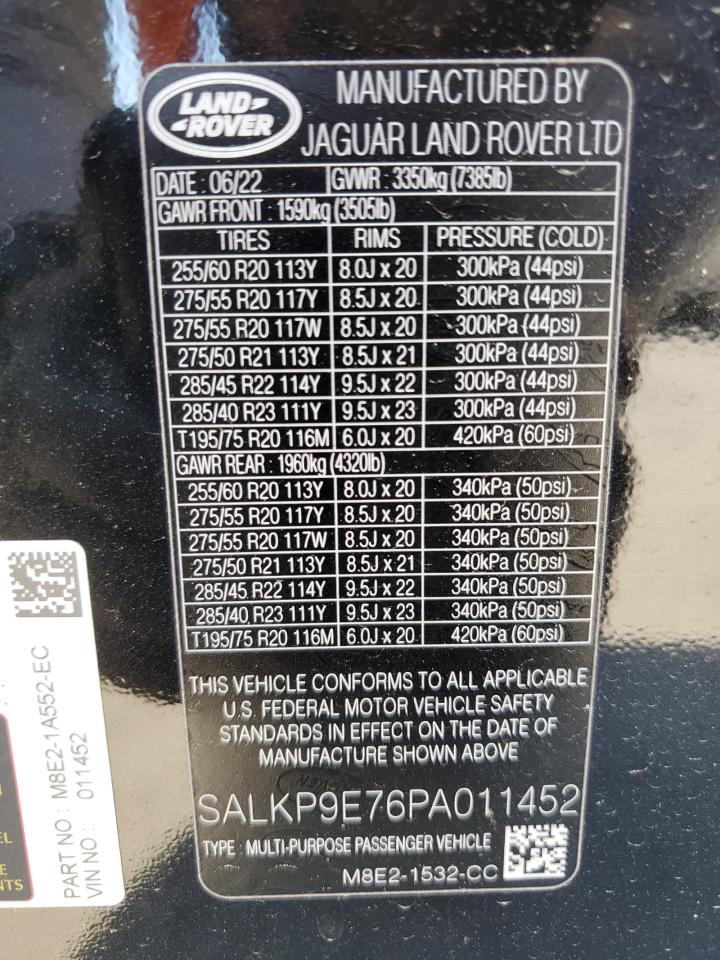 LAND-
-ROVER
MANUFACTURED BY
JAGUAR LAND ROVER LTD
DATE : 06/22 GVWR : 3350kg (7385lb)
GAWR FRONT : 1590kg (3505lb)
TIRES RIMS PRESSURE (COLD)
255/60 R20 113Y 8.0J x 20 300kPa (44psi)
275/55 R20 117Y 8.5J x 20 300kPa (44psi)
275/55 R20 117W 8.5J x 20 300kPa (44psi)
275/50 R21 113Y 8.5J x 21 300kPa (44psi)
285/45 R22 114Y 9.5J x 22 300kPa (44psi)
285/40 R23 111Y 9.5J x 23 300kPa (44psi)
T195/75 R20 116M 6.0J x 20 420kPa (60psi)
GAWR REAR : 1960kg (4320lb)
255/60 R20 113Y 8.0J x 20 340kPa (50psi)
275/55 R20 117Y 8.5J x 20 340kPa (50psi)
275/55 R20 117W 8.5J x 20 340kPa (50psi)
275/50 R21 113Y 8.5J x 21 340kPa (50psi)
285/45 R22 114Y 9.5J x 22 340kPa (50psi)
285/40 R23 111Y 9.5J x 23 340kPa (50psi)
T195/75 R20 116M 6.0J x 20 420kPa (60psi)
THIS VEHICLE CONFORMS TO ALL APPLICABLE
U.S. FEDERAL MOTOR VEHICLE SAFETY
STANDARDS IN EFFECT ON THE DATE OF
MANUFACTURE SHOWN ABOVE
SALKP9E76PA011452
TYPE : MULTI-PURPOSE PASSENGER VEHICLE
M8E2-1532-CC
PART NO : M8E2-1A552-EC
VIN NO : 011452